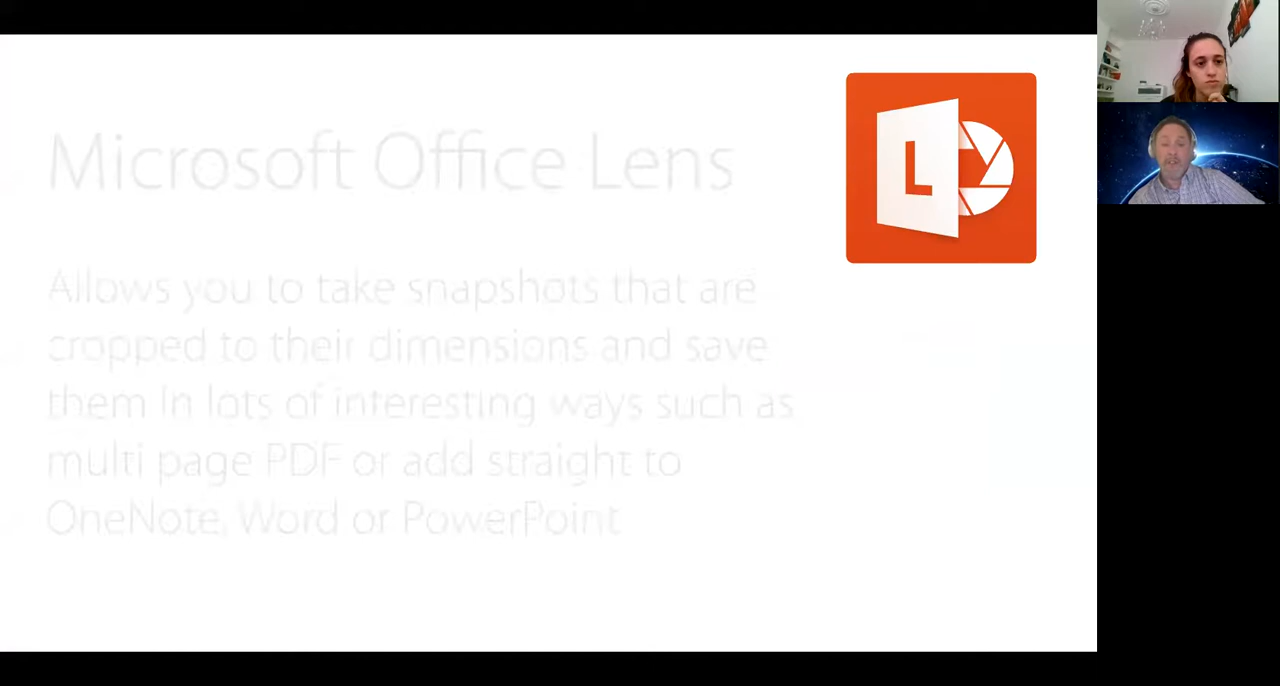 Microsoft Office Lens
L
Allows you to take snapshots that are
cropped to their dimensions and save
them in lots of interesting ways such as
multi page PDF or add straight to
OneNote, Word or PowerPoint